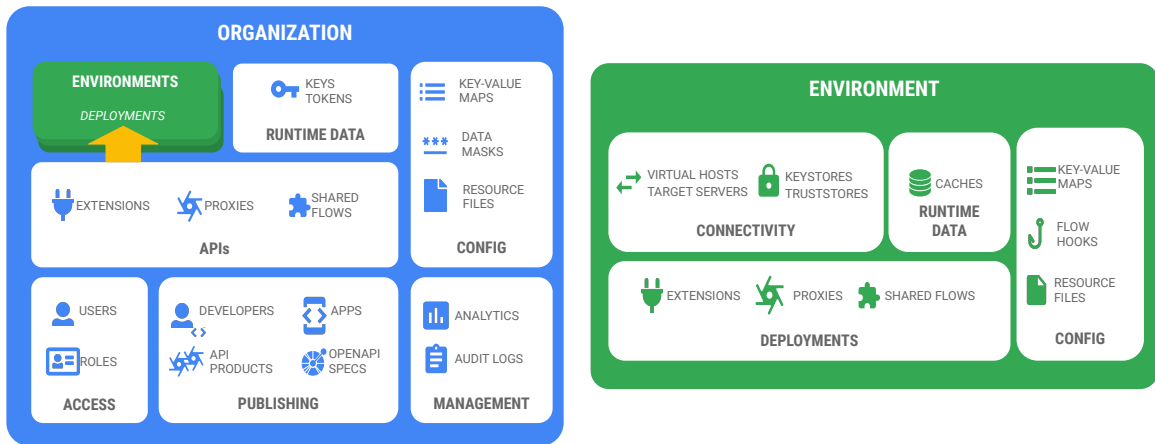 ORGANIZATION
ENVIRONMENTS
DEPLOYMENTS
KEYS
TOKENS
RUNTIME DATA
KEY-VALUE
MAPS
***
DATA
MASKS
RESOURCE
FILES
CONFIG
EXTENSIONS
PROXIES
SHARED
FLOWS
APIs
USERS
ROLES
ACCESS
DEVELOPERS
APPS
API
PRODUCTS
OPENAPI
SPECS
PUBLISHING
ANALYTICS
AUDIT LOGS
MANAGEMENT
ENVIRONMENT
VIRTUAL HOSTS
TARGET SERVERS
KEYSTORES
TRUSTSTORES
CONNECTIVITY
CACHES
RUNTIME
DATA
KEY-VALUE
MAPS
FLOW
HOOKS
RESOURCE
FILES
CONFIG
EXTENSIONS
PROXIES
SHARED FLOWS
DEPLOYMENTS